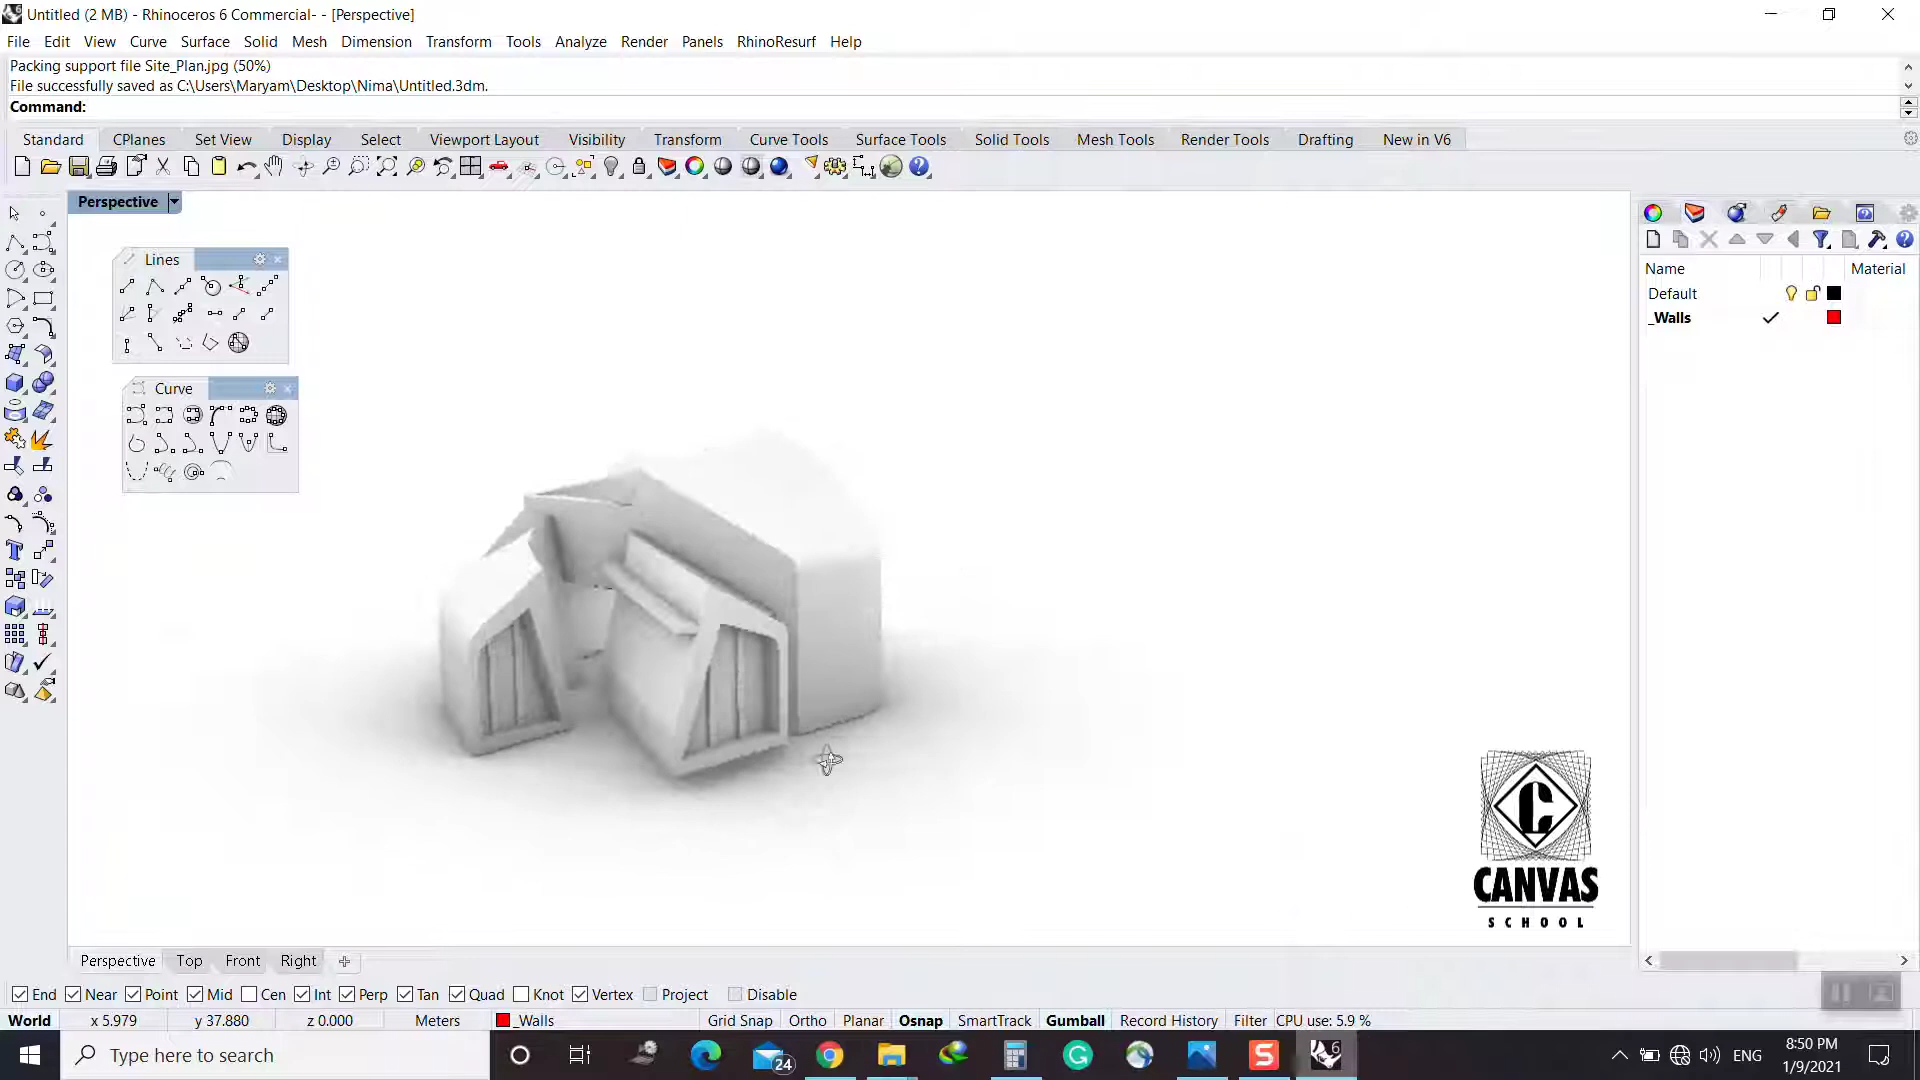 Untitled (2 MB) - Rhinoceros 6 Commercial- - [Perspective]
File Edit View Curve Surface Solid Mesh Dimension Transform Tools Analyze Render Panels RhinoResurf Help
Packing support file Site_Plan.jpg (50%)
File successfully saved as C:\Users\Maryam\Desktop\Nima\Untitled.3dm.
Command:
Standard CPlanes Set View Display Select Viewport Layout Visibility Transform Curve Tools Surface Tools Solid Tools Mesh Tools Render Tools Drafting New in V6
Perspective
Lines
Curve
Name Material
Default
_Walls
CANVAS
SCHOOL
Perspective Top Front Right
End Near Point Mid Cen Int Perp Tan Quad Knot Vertex Project Disable
World x 5.979 y 37.880 z 0.000 Meters _Walls Grid Snap Ortho Planar Osnap SmartTrack Gumball Record History Filter CPU use: 5.9 %
Type here to search 24 ENG 8:50 PM
1/9/2021